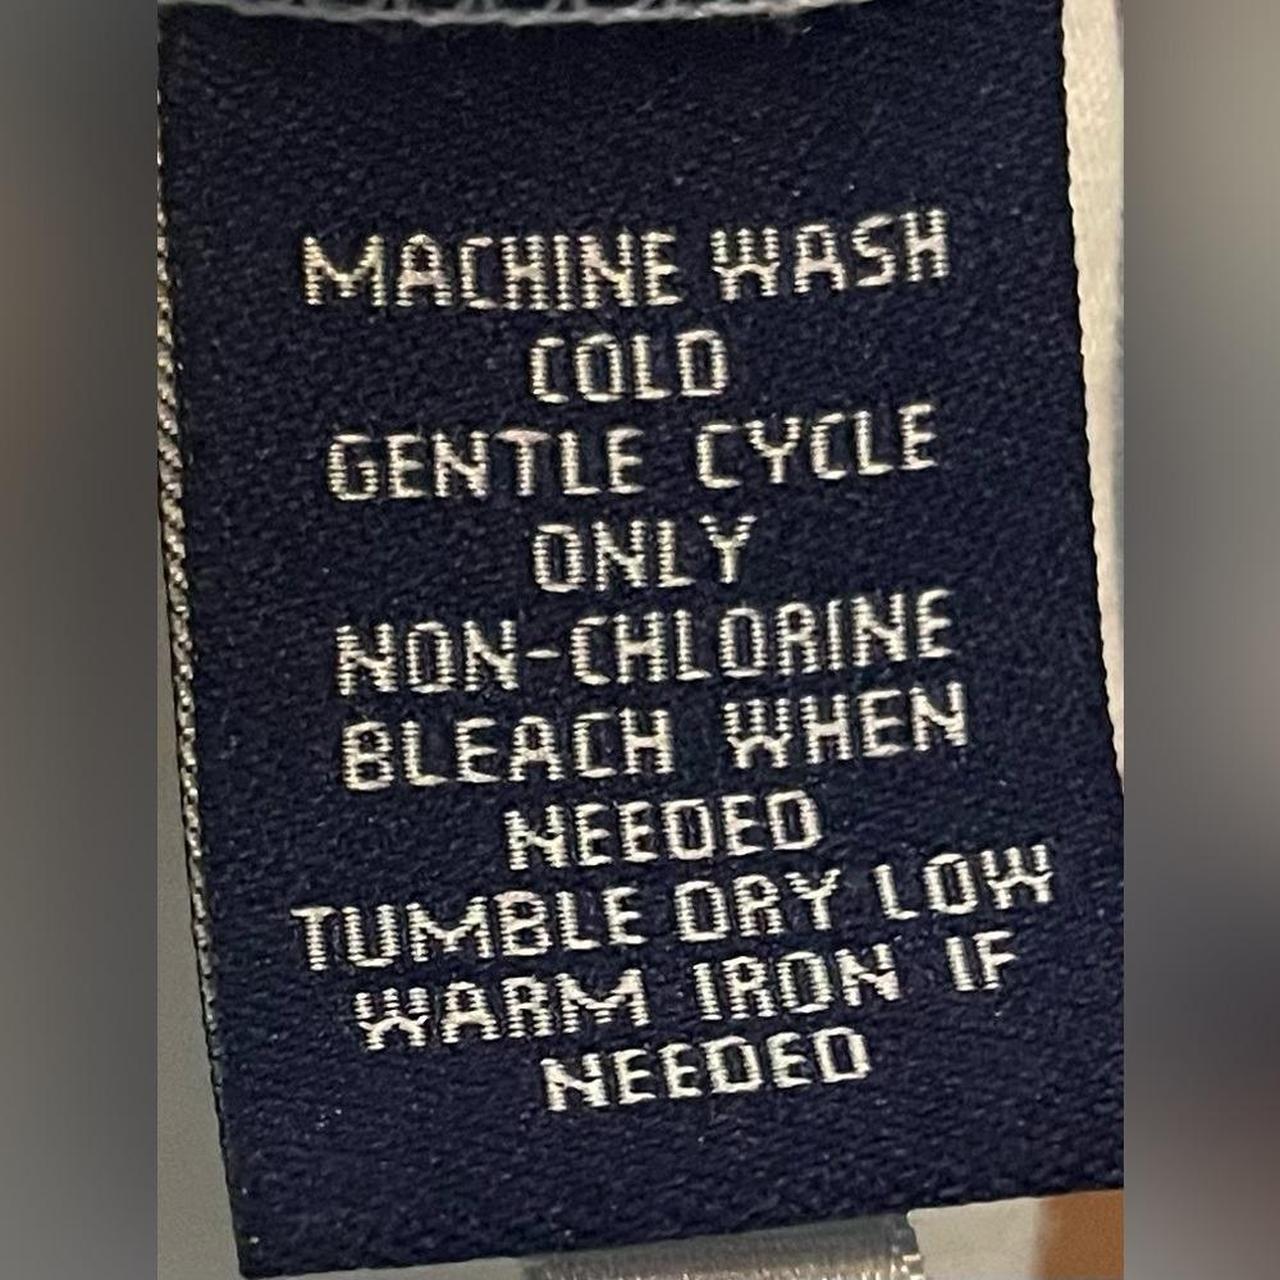 MACHINE WASH
COLD
GENTLE CYCLE
ONLY
NON-CHLORINE
BLEACH WHEN
NEEDED
TUMBLE DRY LOW
WARM IRON IF
NEEDED